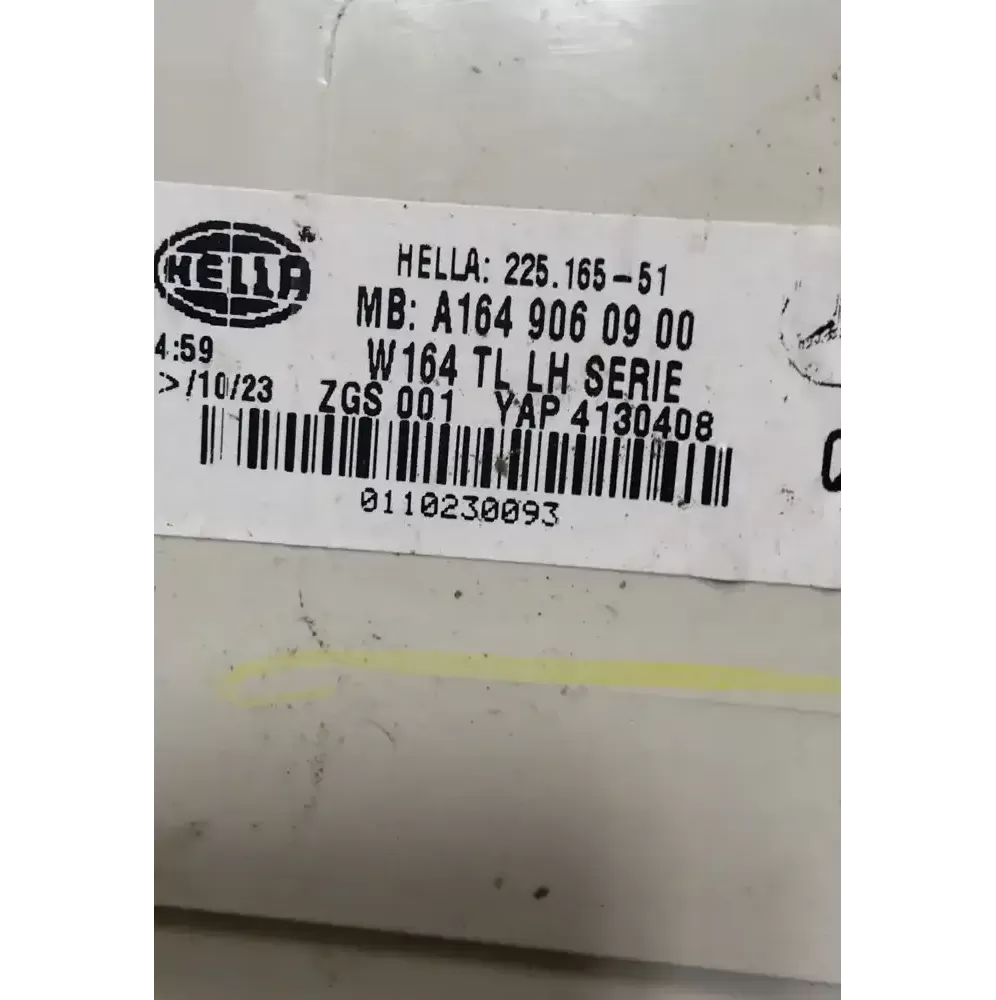 HELLA
HELLA: 225.165-51
MB: A164 906 09 00
4:59
W164 TL LH SERIE
/10/23 ZGS 001 YAP 4130408
0110230093